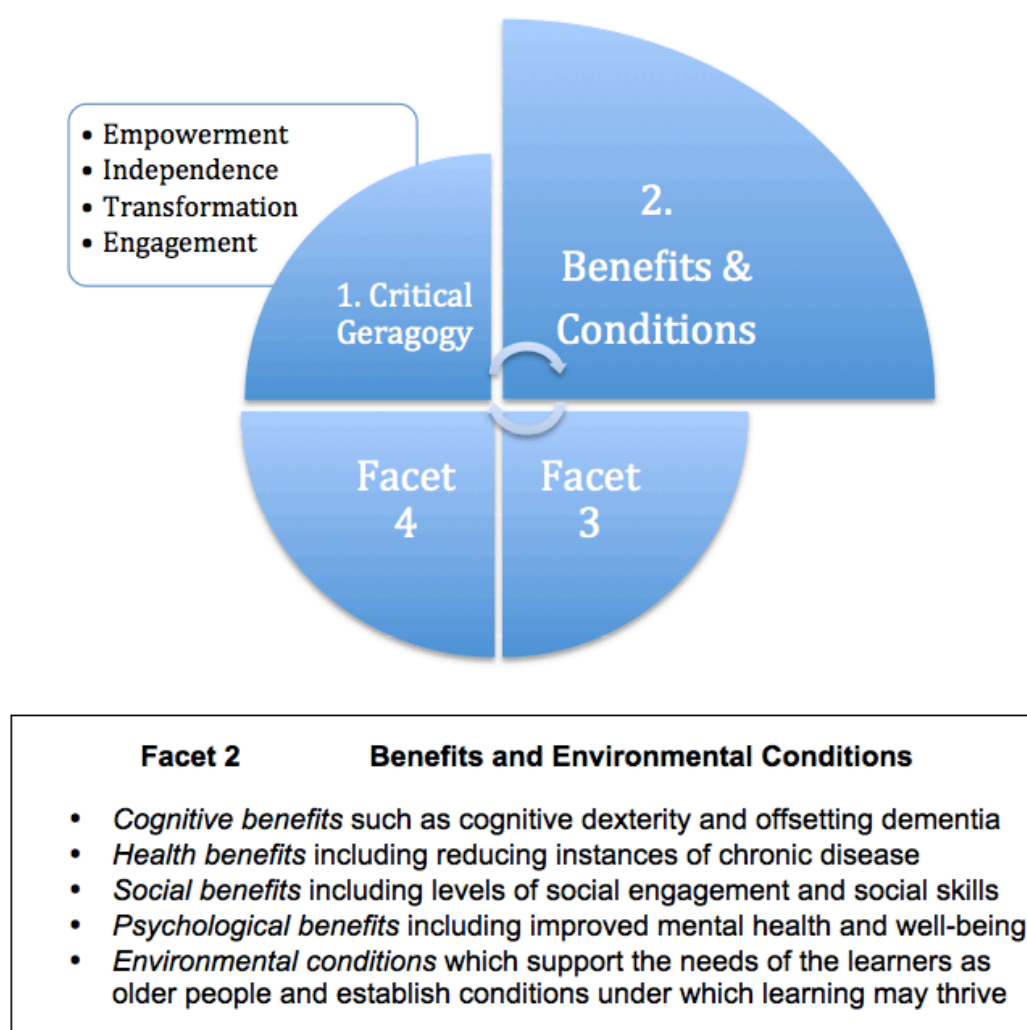 • Empowerment
• Independence
• Transformation
• Engagement
1. Critical
Geragogy
2.
Benefits &
Conditions
Facet
4
Facet
3
Facet 2 Benefits and Environmental Conditions
• Cognitive benefits such as cognitive dexterity and offsetting dementia
• Health benefits including reducing instances of chronic disease
• Social benefits including levels of social engagement and social skills
• Psychological benefits including improved mental health and well-being
• Environmental conditions which support the needs of the learners as
older people and establish conditions under which learning may thrive